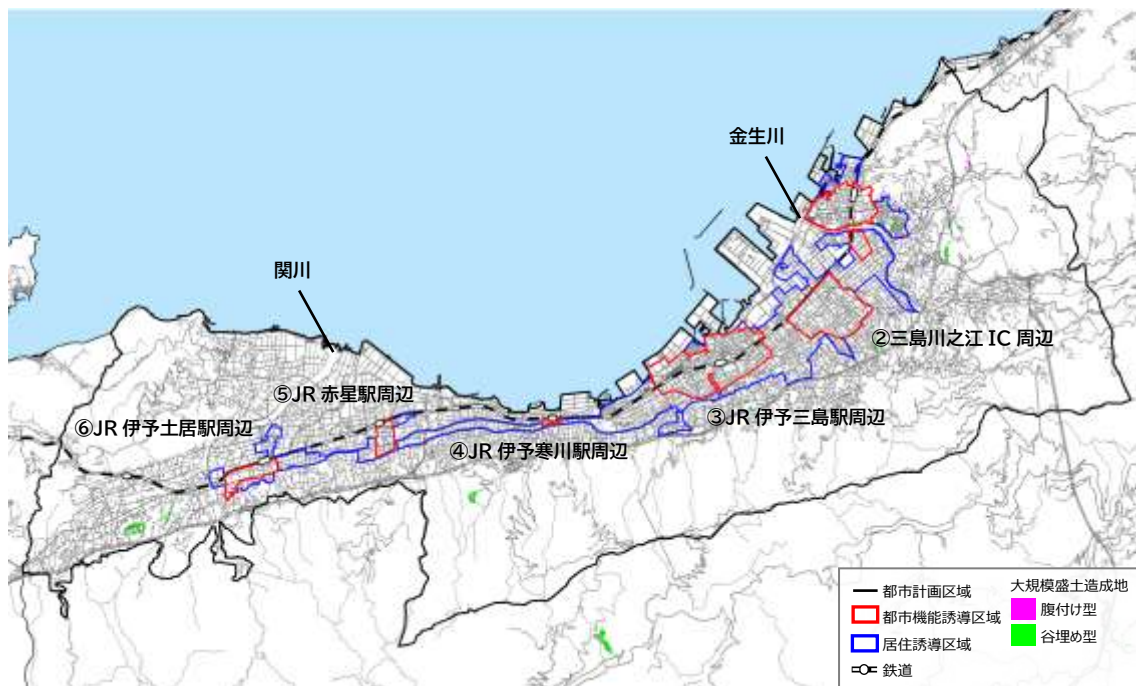 金生川
関川
②三島川之江 IC 周辺
⑤JR 赤星駅周辺
③JR 伊予三島駅周辺
⑥JR 伊予土居駅周辺
④JR 伊予寒川駅周辺
都市計画区域
都市機能誘導区域
居住誘導区域
鉄道
大規模盛土造成地
腹付け型
谷埋め型